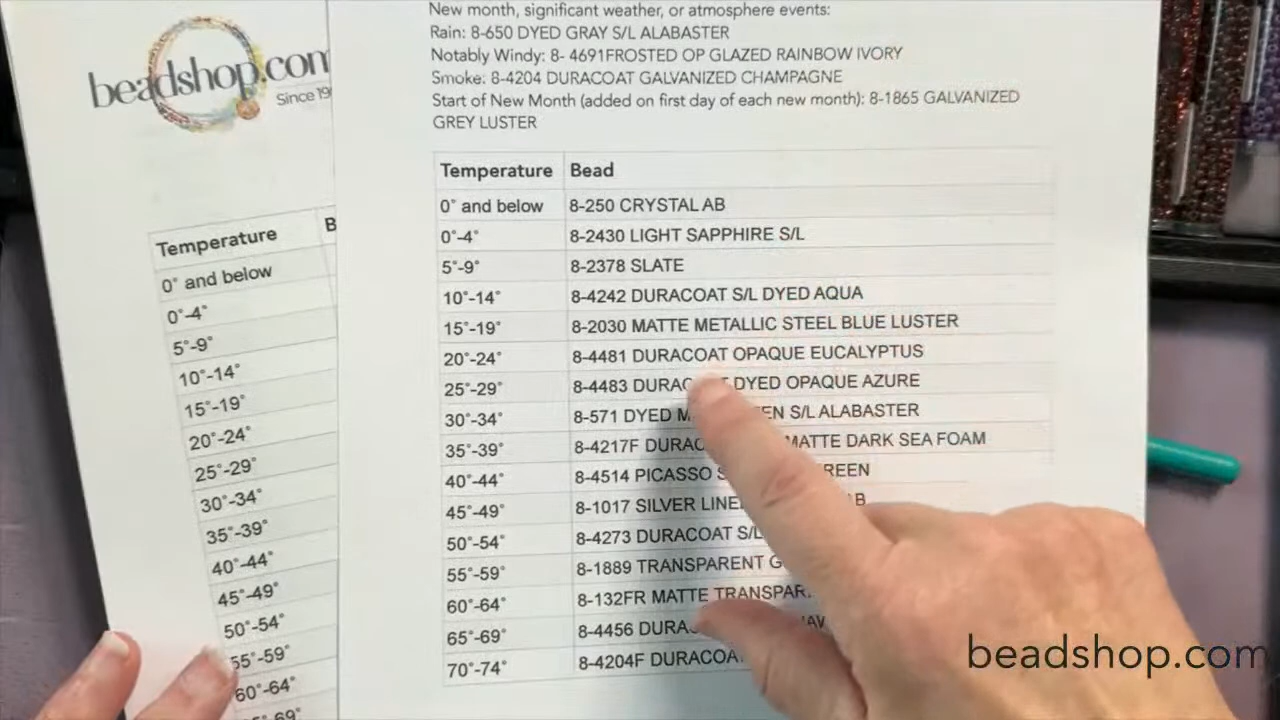 beadshop.com
Since 19
Temperature
0° and below
0°-4°
5°-9°
10°-14°
15°-19°
20°-24°
25°-29°
30°-34°
35°-39°
40°-44°
45°-49°
50°-54°
55°-59°
60°-64°
New month, significant weather, or atmosphere events:
Rain: 8-650 DYED GRAY S/L ALABASTER
Notably Windy: 8- 4691FROSTED OP GLAZED RAINBOW IVORY
Smoke: 8-4204 DURACOAT GALVANIZED CHAMPAGNE
Start of New Month (added on first day of each new month): 8-1865 GALVANIZED
GREY LUSTER
Temperature Bead
0° and below 8-250 CRYSTAL AB
0°-4° 8-2430 LIGHT SAPPHIRE S/L
5°-9° 8-2378 SLATE
10°-14° 8-4242 DURACOAT S/L DYED AQUA
15°-19° 8-2030 MATTE METALLIC STEEL BLUE LUSTER
20°-24° 8-4481 DURACOAT OPAQUE EUCALYPTUS
25°-29° 8-4483 DYED OPAQUE AZURE
30°-34° 8-571 DYED S/L ALABASTER
35°-39° 8-4217F MATTE DARK SEA FOAM
40°-44° 8-4514 PICASSO
45°-49° 8-1017 SILVER
50°-54° 8-4273 DURACOAT S/L
55°-59° 8-1889 TRANSPARENT
60°-64° 8-132FR MATTE
65°-69° 8-4456
70°-74° 8-4204F
beadshop.com